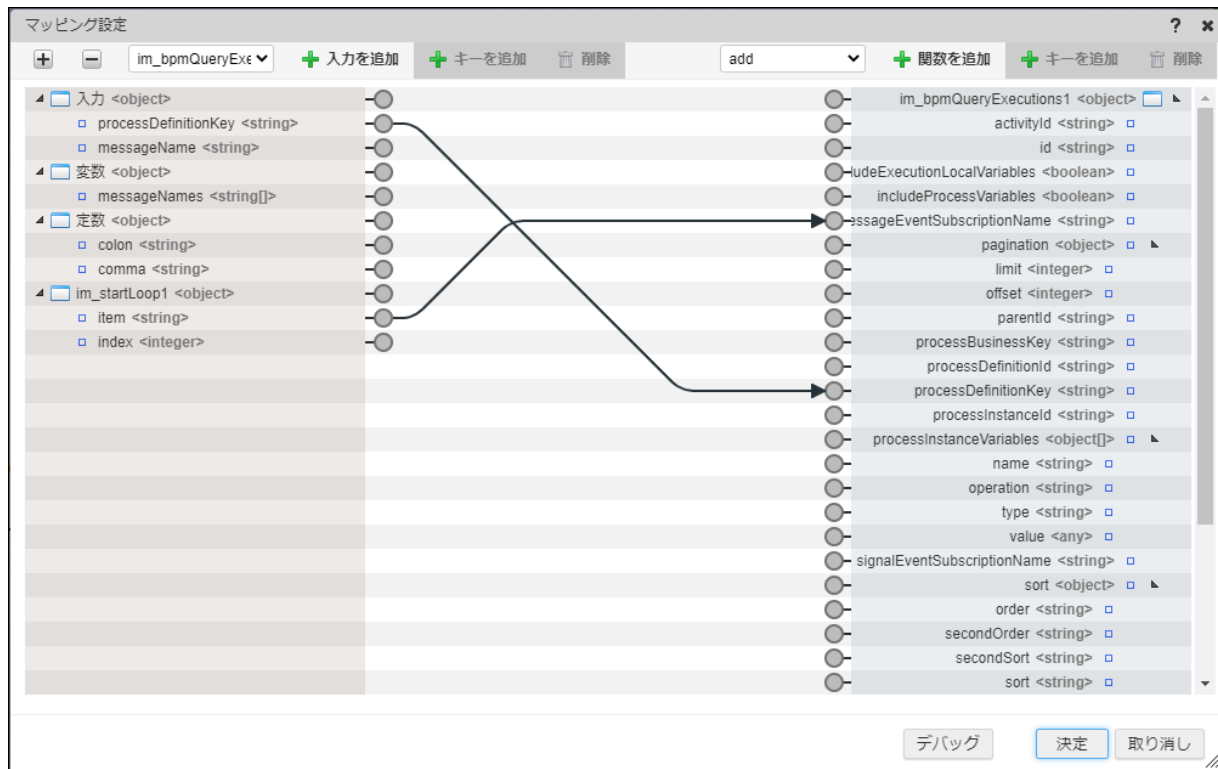 マッピング設定 ? ×
im_bpmQueryExe 入力を追加 キーを追加 削除 add 関数を追加 キーを追加 削除
入力 <object> im_bpmQueryExecutions1 <object>
processDefinitionKey <string> activityId <string>
messageName <string> id <string>
変数 <object> udeExecutionLocalVariables <boolean>
messageNames <string[]> includeProcessVariables <boolean>
定数 <object> essageEventSubscriptionName <string>
colon <string> pagination <object>
comma <string> limit <integer>
im_startLoop1 <object> offset <integer>
item <string> parentId <string>
index <integer> processBusinessKey <string>
processDefinitionId <string>
processDefinitionKey <string>
processInstanceId <string>
processInstanceVariables <object[]>
name <string>
operation <string>
type <string>
value <any>
signalEventSubscriptionName <string>
sort <object>
order <string>
secondOrder <string>
secondSort <string>
sort <string>
デバッグ 決定 取り消し